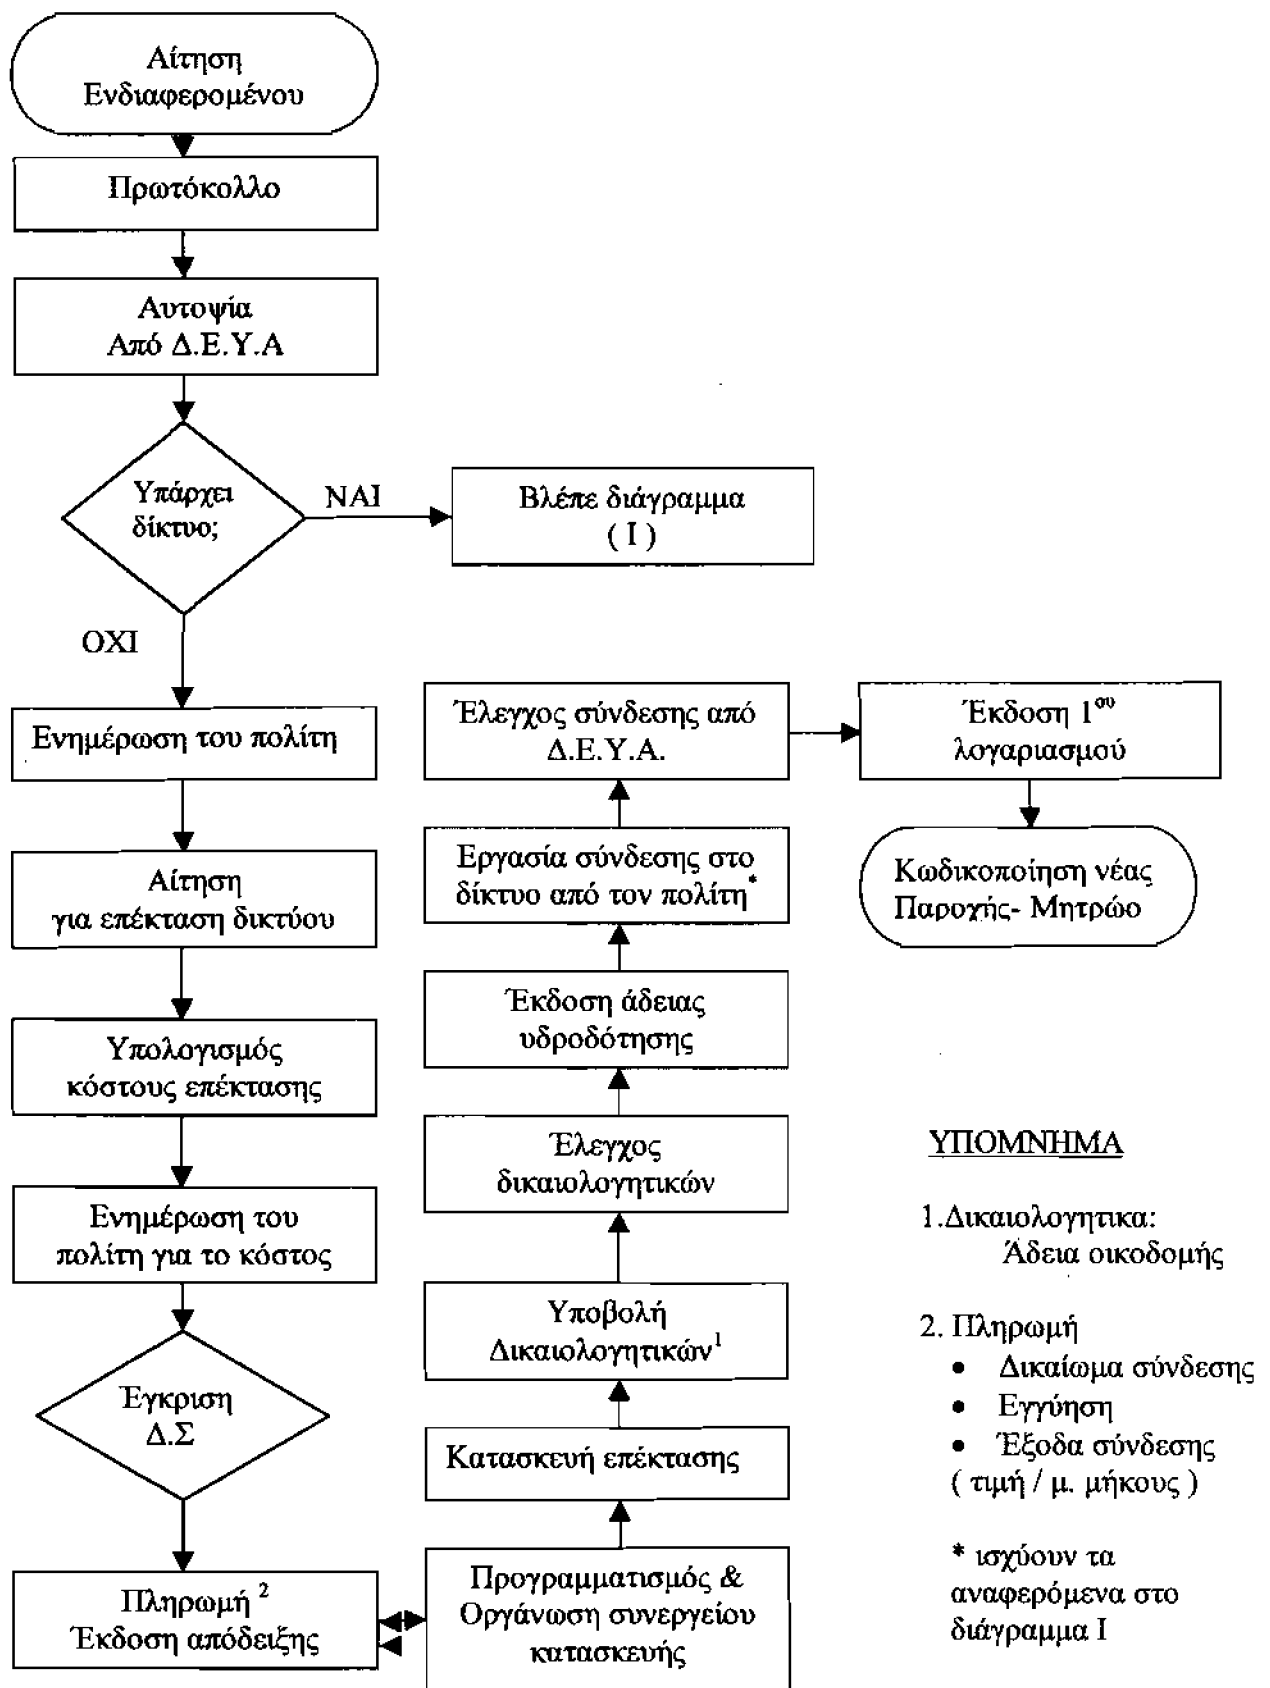 Αίτηση
Ενδιαφερομένου
Πρωτόκολλο
Αυτοψία
Από Δ.Ε.Υ.Α
Υπάρχει
δίκτυο;
ΝΑΙ
Βλέπε διάγραμμα
( Ι )
ΟΧΙ
Ενημέρωση του πολίτη
Αίτηση
για επέκταση δικτύου
Υπολογισμός
κόστους επέκτασης
Ενημέρωση του
πολίτη για το κόστος
Έγκριση
Δ.Σ
Πληρωμή ²
Έκδοση απόδειξης
Προγραμματισμός &
Οργάνωση συνεργείου
κατασκευής
Κατασκευή επέκτασης
Υποβολή
Δικαιολογητικών¹
Έλεγχος
δικαιολογητικών
Έκδοση άδειας
υδροδότησης
Εργασία σύνδεσης στο
δίκτυο από τον πολίτη*
Έλεγχος σύνδεσης από
Δ.Ε.Υ.Α.
Έκδοση 1ου
λογαριασμού
Κωδικοποίηση νέας
Παροχής- Μητρώο
ΥΠΟΜΝΗΜΑ
1.Δικαιολογητικα:
Άδεια οικοδομής
2. Πληρωμή
• Δικαίωμα σύνδεσης
• Εγγύηση
• Έξοδα σύνδεσης
( τιμή / μ. μήκους )
* ισχύουν τα
αναφερόμενα στο
διάγραμμα Ι